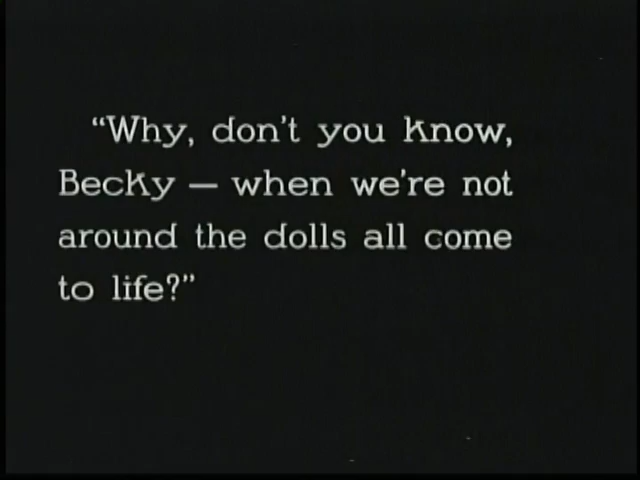 “Why, don't you know,
Becky — when we're not
around the dolls all come
to life?”